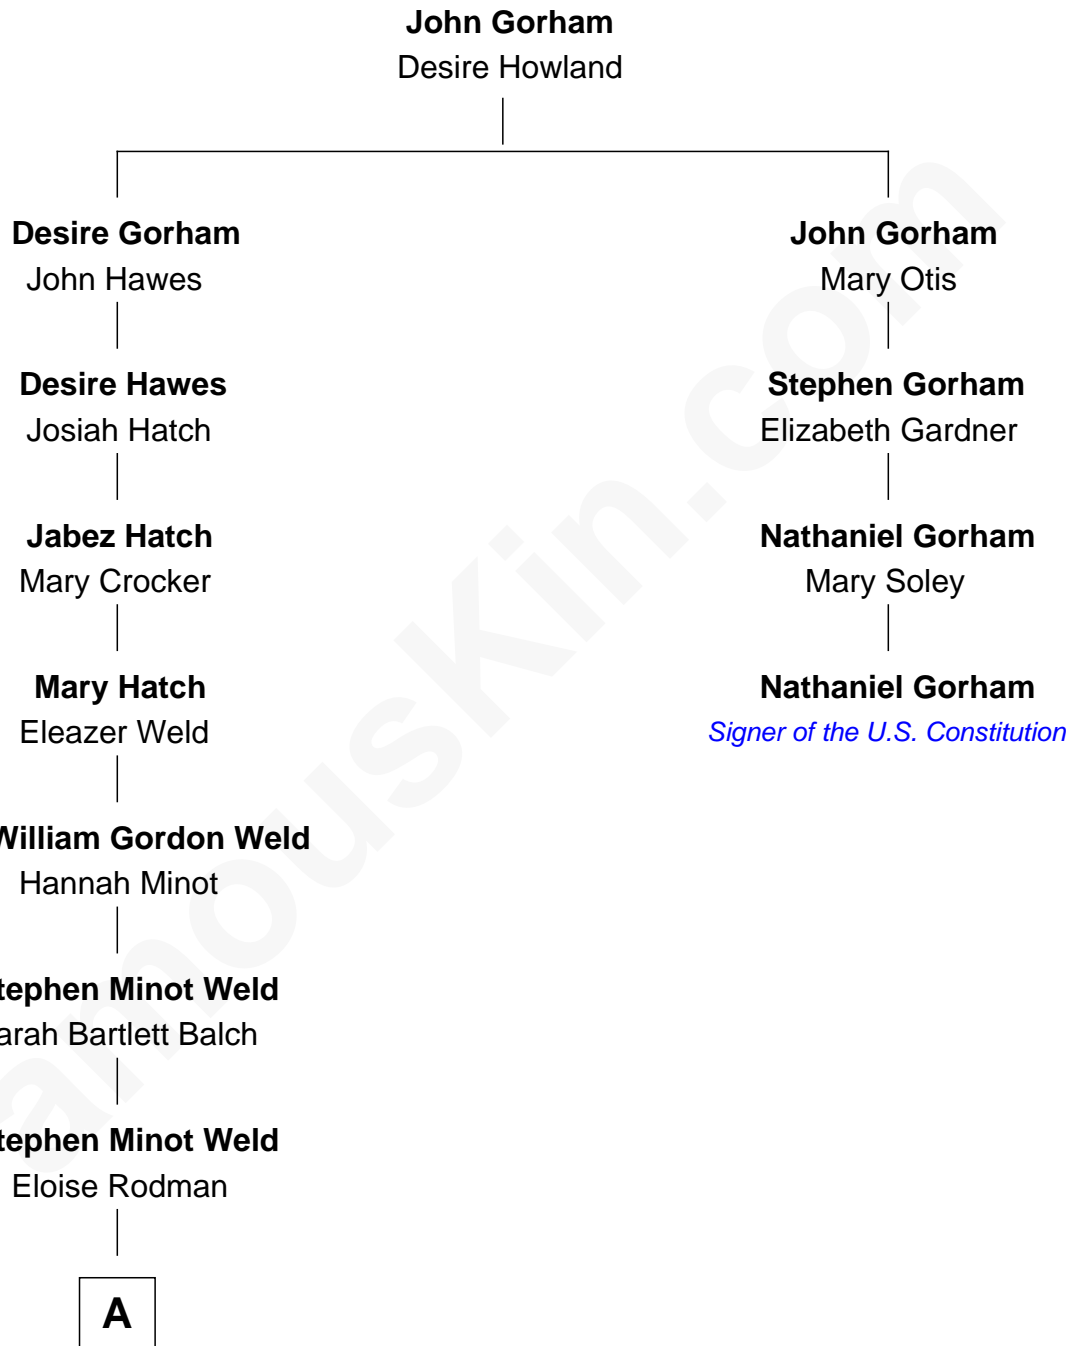 John Gorham
Desire Howland
Desire Gorham
John Hawes
Desire Hawes
Josiah Hatch
Jabez Hatch
Mary Crocker
Mary Hatch
Eleazer Weld
William Gordon Weld
Hannah Minot
tephen Minot Weld
arah Bartlett Balch
tephen Minot Weld
Eloise Rodman
A
John Gorham
Mary Otis
Stephen Gorham
Elizabeth Gardner
Nathaniel Gorham
Mary Soley
Nathaniel Gorham
Signer of the U.S. Constitution
amouskin.com